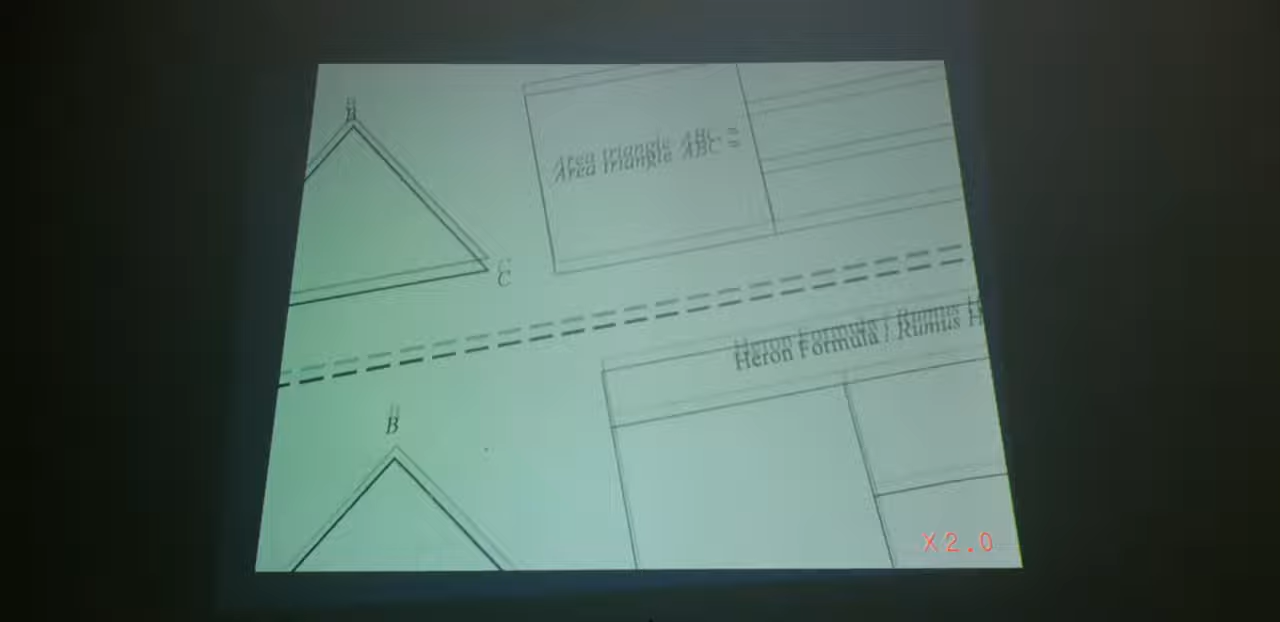 B
Area triangle ABC =
C
Heron Formula / Rumus H
B
X2.0